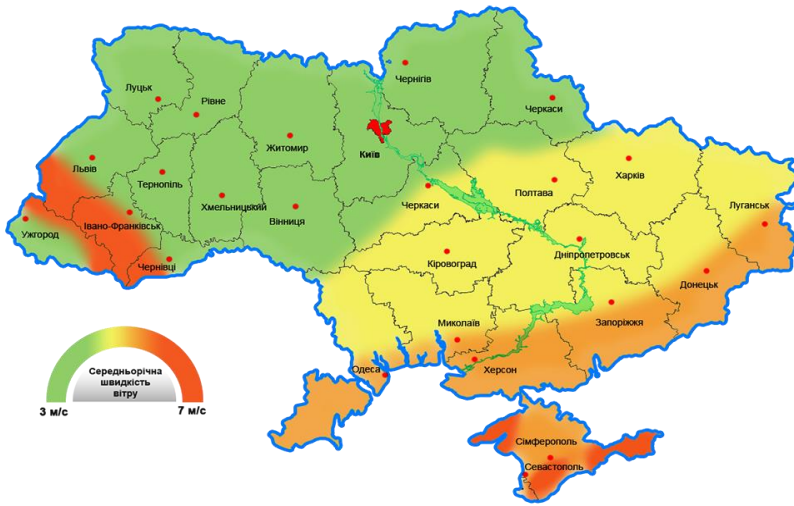 Чернігів
Луцьк
Рівне
Черкаси
Житомир
Київ
Львів
Тернопіль
Харків
Полтава
Черкаси
Хмельницький
Вінниця
Луганськ
Івано-Франківськ
Ужгород
Чернівці
Кіровоград
Дніпропетровськ
Донецьк
Миколаїв
Запоріжжя
Одеса
Херсон
Середньорічна
швидкість
вітру
3 м/с
7 м/с
Сімферополь
Севастополь